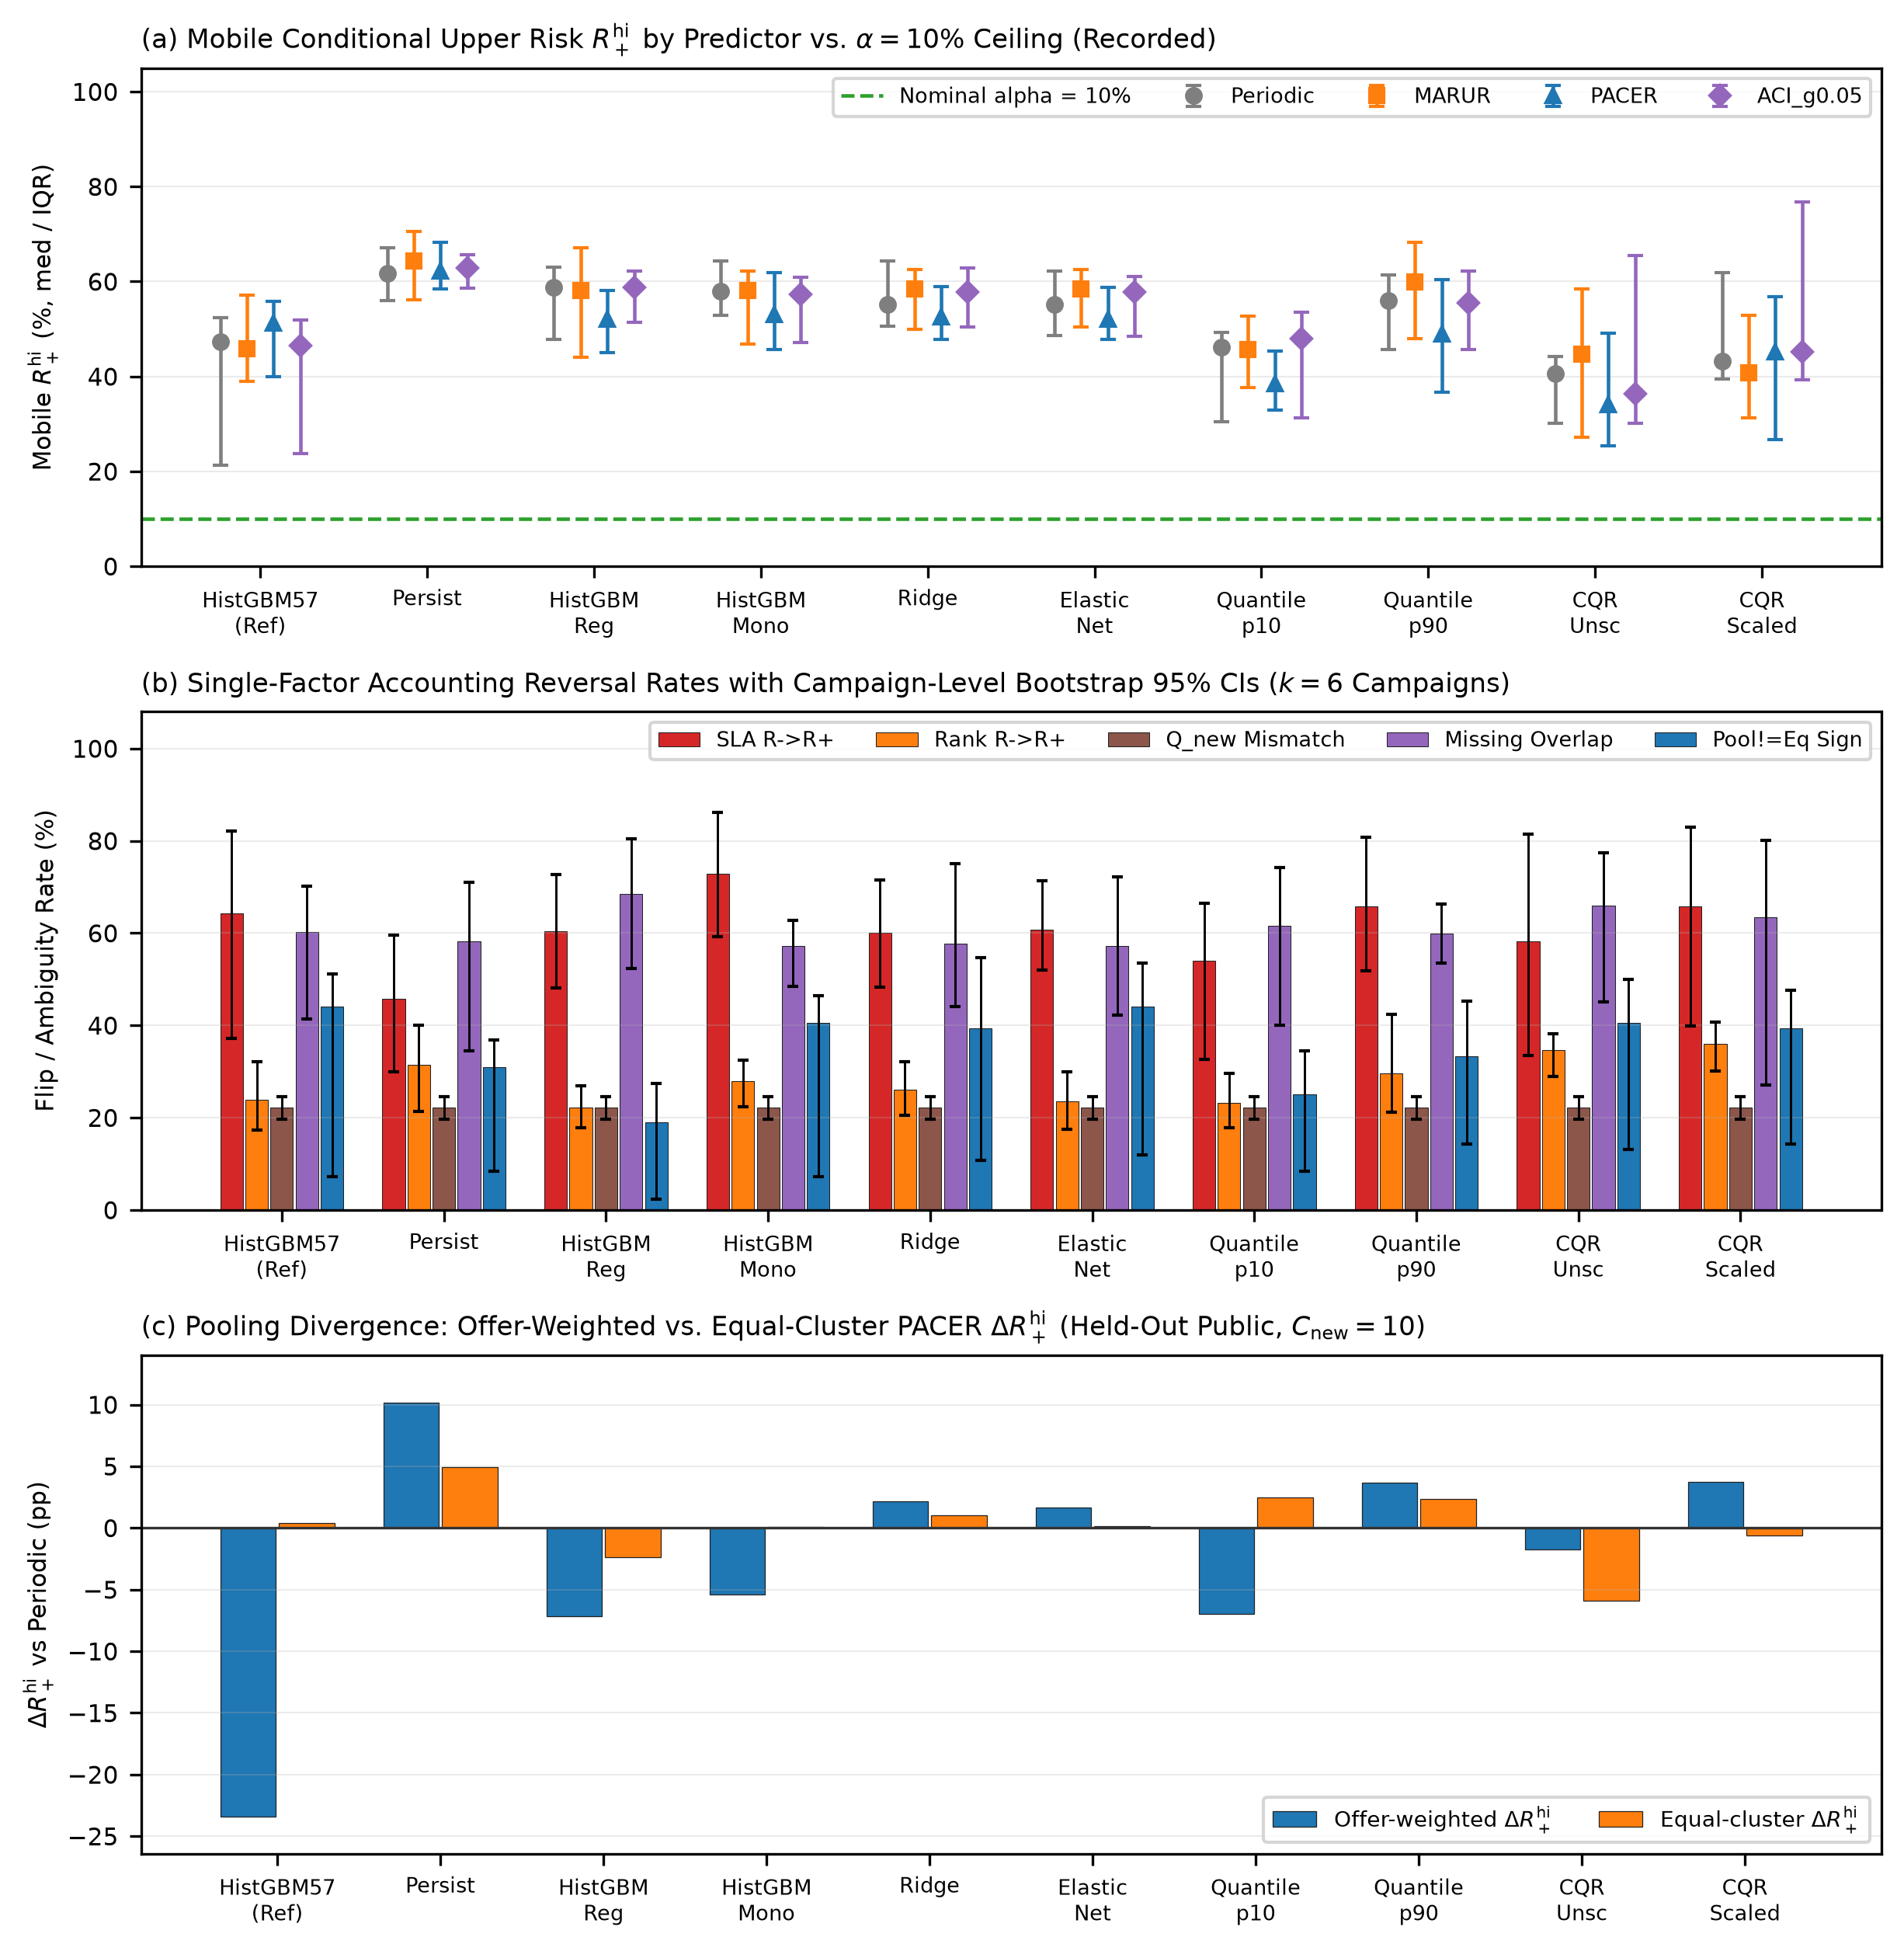 (a) Mobile Conditional Upper Risk R₊ʰⁱ by Predictor vs. α = 10% Ceiling (Recorded)
Nominal alpha = 10% Periodic MARUR PACER ACI_g0.05
Mobile R₊ʰⁱ (%, med / IQR)
100
80
60
40
20
0
HistGBM57 (Ref)
Persist
HistGBM Reg
HistGBM Mono
Ridge
Elastic Net
Quantile p10
Quantile p90
CQR Unsc
CQR Scaled
(b) Single-Factor Accounting Reversal Rates with Campaign-Level Bootstrap 95% CIs (k = 6 Campaigns)
SLA R->R+ Rank R->R+ Q_new Mismatch Missing Overlap Pool!=Eq Sign
Flip / Ambiguity Rate (%)
100
80
60
40
20
0
HistGBM57 (Ref)
Persist
HistGBM Reg
HistGBM Mono
Ridge
Elastic Net
Quantile p10
Quantile p90
CQR Unsc
CQR Scaled
(c) Pooling Divergence: Offer-Weighted vs. Equal-Cluster PACER ΔR₊ʰⁱ (Held-Out Public, C_new = 10)
ΔR₊ʰⁱ vs Periodic (pp)
10
5
0
−5
−10
−15
−20
−25
Offer-weighted ΔR₊ʰⁱ Equal-cluster ΔR₊ʰⁱ
HistGBM57 (Ref)
Persist
HistGBM Reg
HistGBM Mono
Ridge
Elastic Net
Quantile p10
Quantile p90
CQR Unsc
CQR Scaled